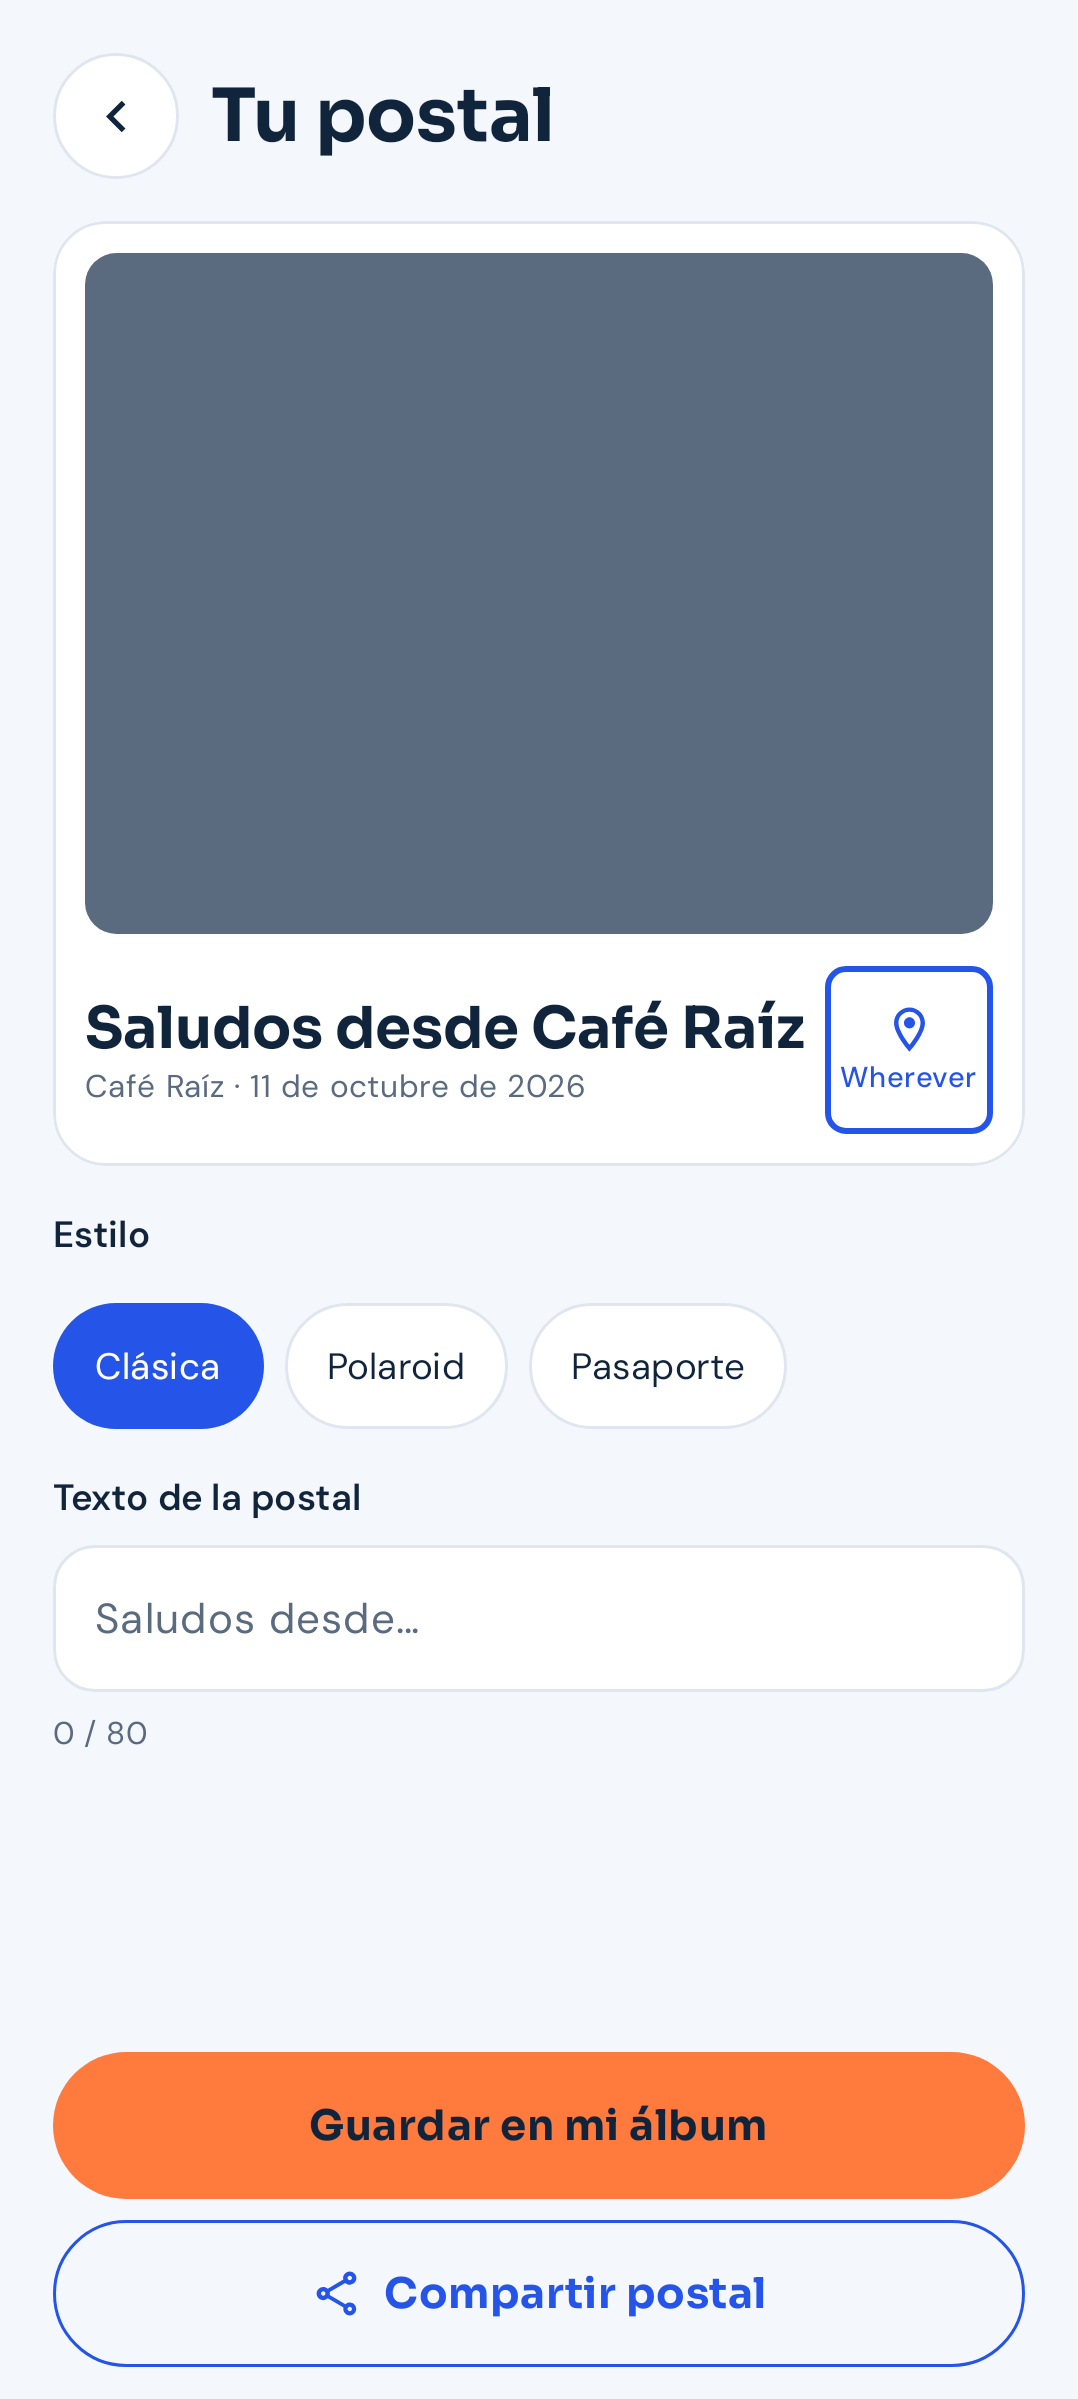 Tu postal
Saludos desde Café Raíz
Café Raíz · 11 de octubre de 2026
Wherever
Estilo
Clásica
Polaroid
Pasaporte
Texto de la postal
Saludos desde…
0 / 80
Guardar en mi álbum
Compartir postal